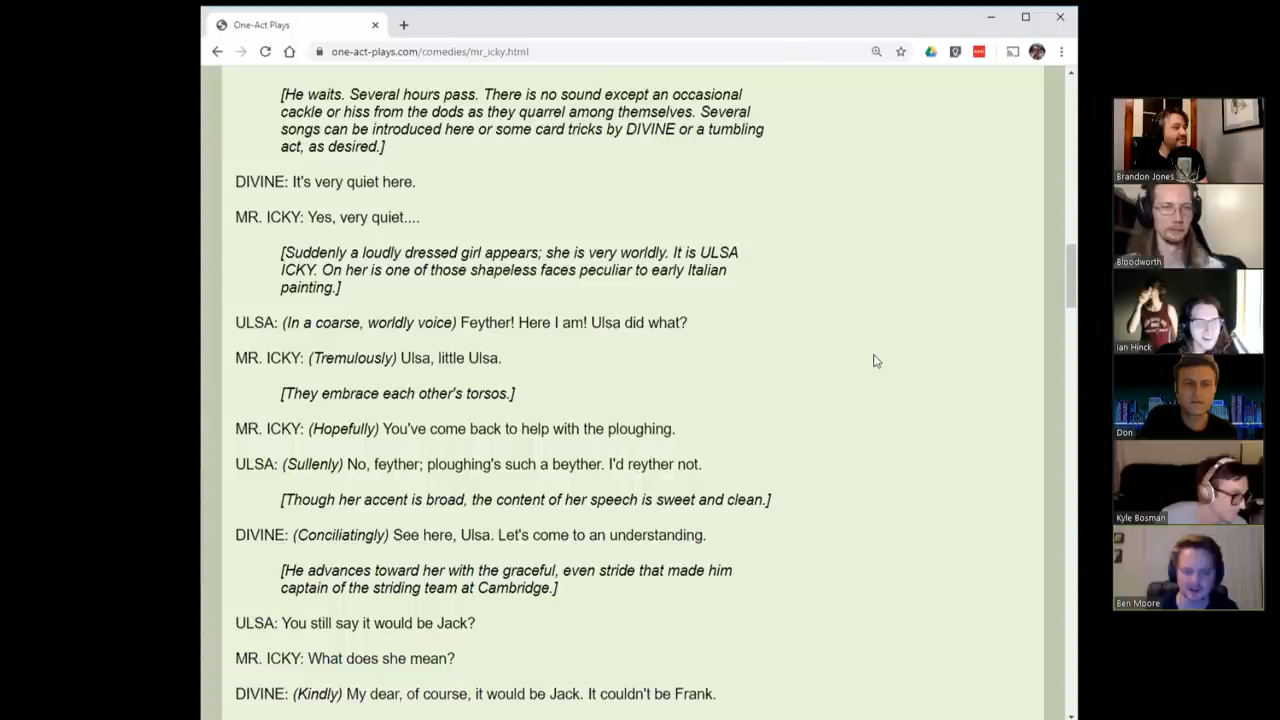 One-Act Plays
one-act-plays.com/comedies/mr_icky.html
[He waits. Several hours pass. There is no sound except an occasional
cackle or hiss from the dods as they quarrel among themselves. Several
songs can be introduced here or some card tricks by DIVINE or a tumbling
act, as desired.]
DIVINE: It's very quiet here.
MR. ICKY: Yes, very quiet....
[Suddenly a loudly dressed girl appears; she is very worldly. It is ULSA
ICKY. On her is one of those shapeless faces peculiar to early Italian
painting.]
ULSA: (In a coarse, worldly voice) Feyther! Here I am! Ulsa did what?
MR. ICKY: (Tremulously) Ulsa, little Ulsa.
[They embrace each other's torsos.]
MR. ICKY: (Hopefully) You've come back to help with the ploughing.
ULSA: (Sullenly) No, feyther; ploughing's such a beyther. I'd reyther not.
[Though her accent is broad, the content of her speech is sweet and clean.]
DIVINE: (Conciliatingly) See here, Ulsa. Let's come to an understanding.
[He advances toward her with the graceful, even stride that made him
captain of the striding team at Cambridge.]
ULSA: You still say it would be Jack?
MR. ICKY: What does she mean?
DIVINE: (Kindly) My dear, of course, it would be Jack. It couldn't be Frank.
Brandon Jones
Bloodworth
Ian Hinck
Don
Kyle Bosman
Ben Moore